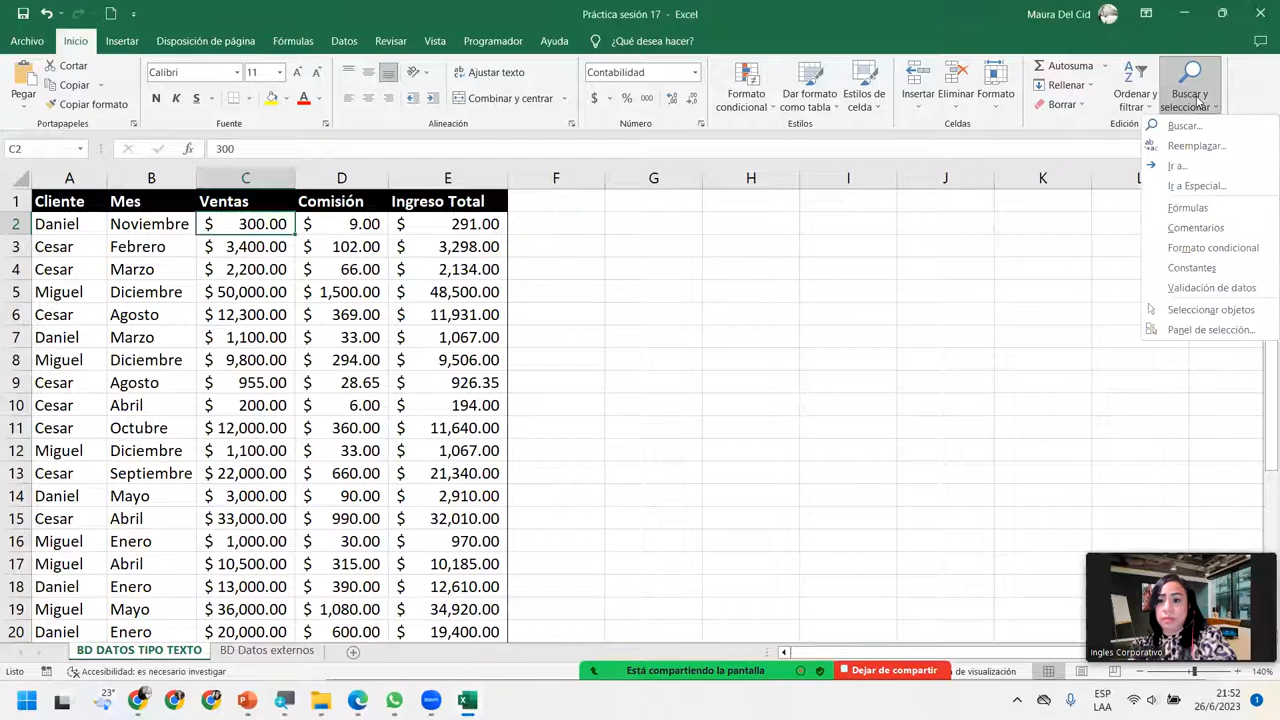 Práctica sesión 17 - Excel
Maura Del Cid
Archivo Inicio Insertar Disposición de página Fórmulas Datos Revisar Vista Programador Ayuda ¿Qué desea hacer?
Pegar
Cortar
Copiar
Copiar formato
Portapapeles
Calibri 11
N K S
Fuente
Ajustar texto
Combinar y centrar
Alineación
Contabilidad
$ % 000
Número
Formato condicional
Dar formato como tabla
Estilos de celda
Estilos
Insertar Eliminar Formato
Celdas
Autosuma
Rellenar
Borrar
Ordenar y filtrar
Buscar y seleccionar
Edición
Buscar...
Reemplazar...
Ir a...
Ir a Especial...
Fórmulas
Comentarios
Formato condicional
Constantes
Validación de datos
Seleccionar objetos
Panel de selección...
C2 fx 300
A B C D E F G H I J K L
1 Cliente Mes Ventas Comisión Ingreso Total
2 Daniel Noviembre $ 300.00 $ 9.00 $ 291.00
3 Cesar Febrero $ 3,400.00 $ 102.00 $ 3,298.00
4 Cesar Marzo $ 2,200.00 $ 66.00 $ 2,134.00
5 Miguel Diciembre $ 50,000.00 $ 1,500.00 $ 48,500.00
6 Cesar Agosto $ 12,300.00 $ 369.00 $ 11,931.00
7 Daniel Marzo $ 1,100.00 $ 33.00 $ 1,067.00
8 Miguel Diciembre $ 9,800.00 $ 294.00 $ 9,506.00
9 Cesar Agosto $ 955.00 $ 28.65 $ 926.35
10 Cesar Abril $ 200.00 $ 6.00 $ 194.00
11 Cesar Octubre $ 12,000.00 $ 360.00 $ 11,640.00
12 Miguel Diciembre $ 1,100.00 $ 33.00 $ 1,067.00
13 Cesar Septiembre $ 22,000.00 $ 660.00 $ 21,340.00
14 Daniel Mayo $ 3,000.00 $ 90.00 $ 2,910.00
15 Cesar Abril $ 33,000.00 $ 990.00 $ 32,010.00
16 Miguel Enero $ 1,000.00 $ 30.00 $ 970.00
17 Miguel Abril $ 10,500.00 $ 315.00 $ 10,185.00
18 Daniel Enero $ 13,000.00 $ 390.00 $ 12,610.00
19 Miguel Mayo $ 36,000.00 $ 1,080.00 $ 34,920.00
20 Daniel Enero $ 20,000.00 $ 600.00 $ 19,400.00
Ingles Corporativo
BD DATOS TIPO TEXTO BD Datos externos
Listo Accesibilidad: es necesario investigar Está compartiendo la pantalla Dejar de compartir de visualización 140%
23° zoom ESP LAA 21:52 26/6/2023 1